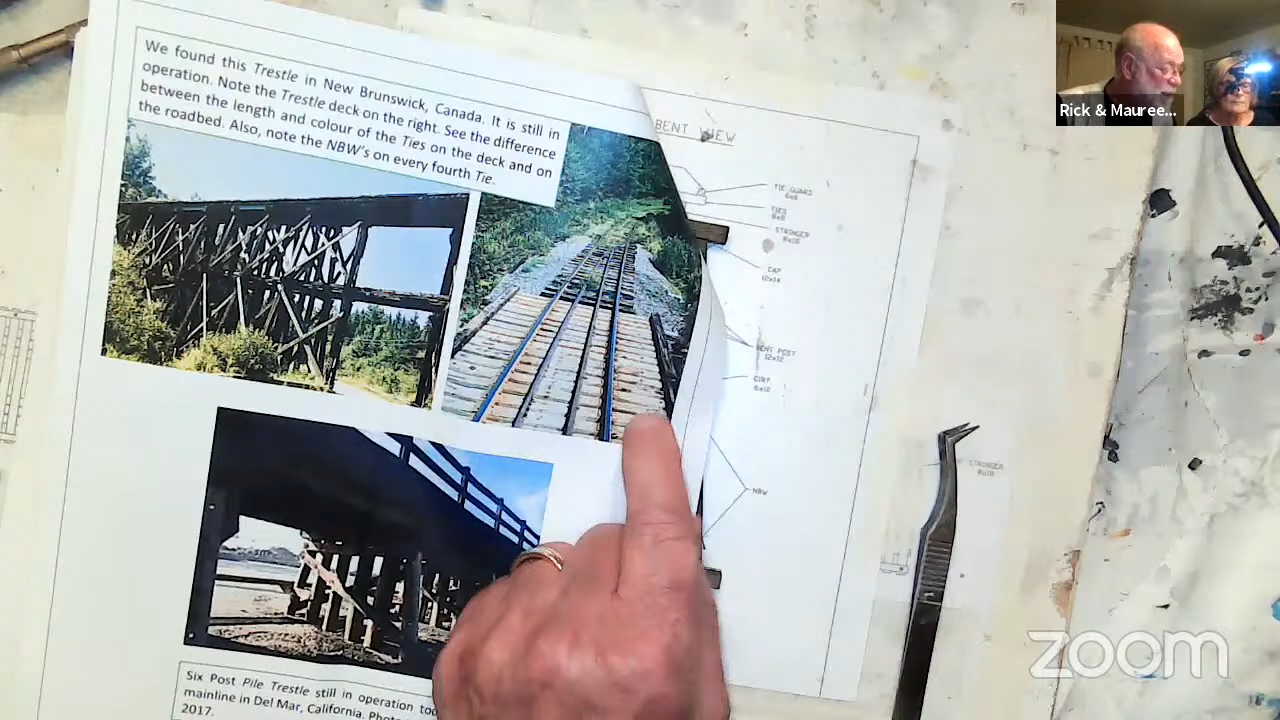 We found this Trestle in New Brunswick, Canada. It is still in
operation. Note the Trestle deck on the right. See the difference
between the length and colour of the Ties on the deck and on
the roadbed. Also, note the NBW's on every fourth Tie.
BENT VIEW
TIE GUARD
TIES
8x8
STRINGER
CAP
12x14
BENT POST
12x12
GIRT
NBW
STRINGER
Six Post Pile Trestle still in operation
mainline in Del Mar, California.
2017.
Rick & Mauree...
zoom